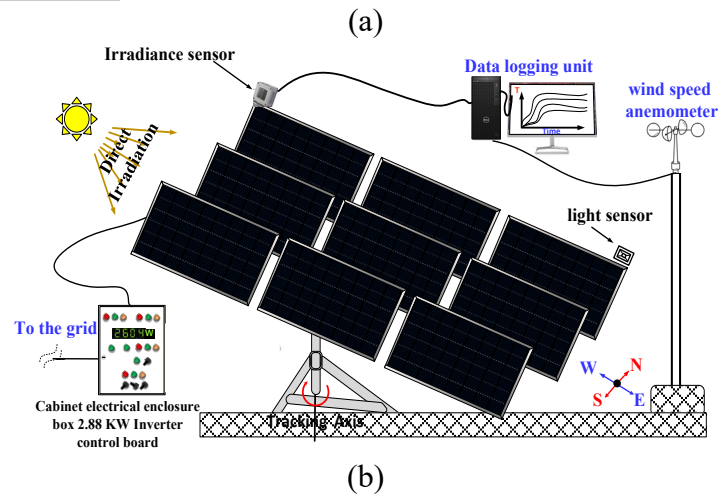 (a)
Irradiance sensor
Data logging unit
T
Time
wind speed
anemometer
Direct
Irradiation
light sensor
To the grid
2604W
W
N
S
E
Cabinet electrical enclosure
box 2.88 KW Inverter
control board
Tracking Axis
(b)